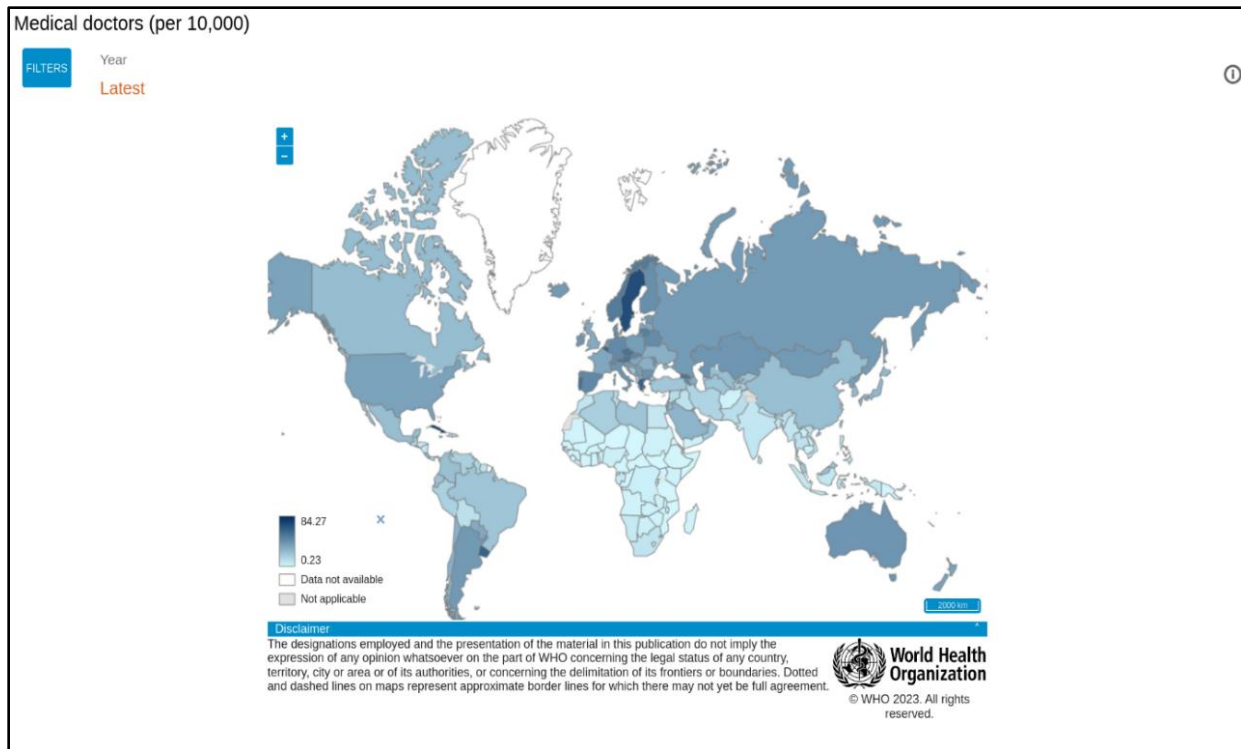 Medical doctors (per 10,000)
FILTERS
Year
Latest
+
−
84.27
0.23
Data not available
Not applicable
2000 km
Disclaimer
The designations employed and the presentation of the material in this publication do not imply the
expression of any opinion whatsoever on the part of WHO concerning the legal status of any country,
territory, city or area or of its authorities, or concerning the delimitation of its frontiers or boundaries. Dotted
and dashed lines on maps represent approximate border lines for which there may not yet be full agreement.
World Health
Organization
© WHO 2023. All rights
reserved.